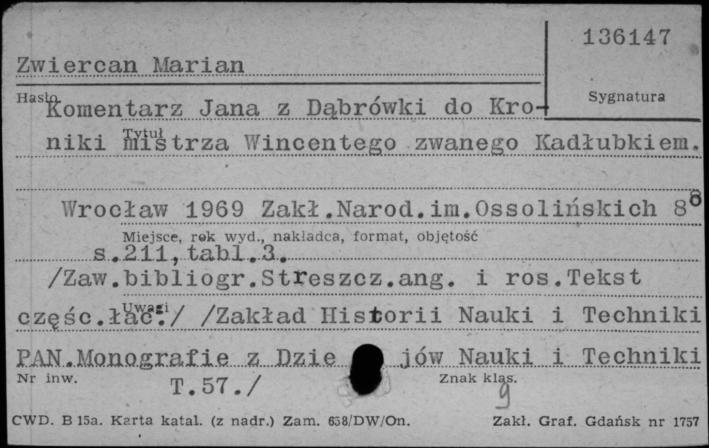 136147
Zwiercan Marian
Hasło
Sygnatura
Komentarz Jana z Dąbrówki do Kro-
niki mistrza Wincentego zwanego Kadłubkiem.
Tytuł
Wrocław 1969 Zakł.Narod.im.Ossolińskich 8⁸
Miejsce, rok wyd., nakładca, format, objętość
s.211,tabl.3.
/Zaw.bibliogr.Streszcz.ang. i ros.Tekst
Uwagi
częśc.łac./ /Zakład Historii Nauki i Techniki
PAN.Monografie z Dzie jów Nauki i Techniki
Nr inw.
T.57./
Znak klas.
9
CWD. B 15a. Karta katal. (z nadr.) Zam. 658/DW/On.
Zakł. Graf. Gdańsk nr 1757